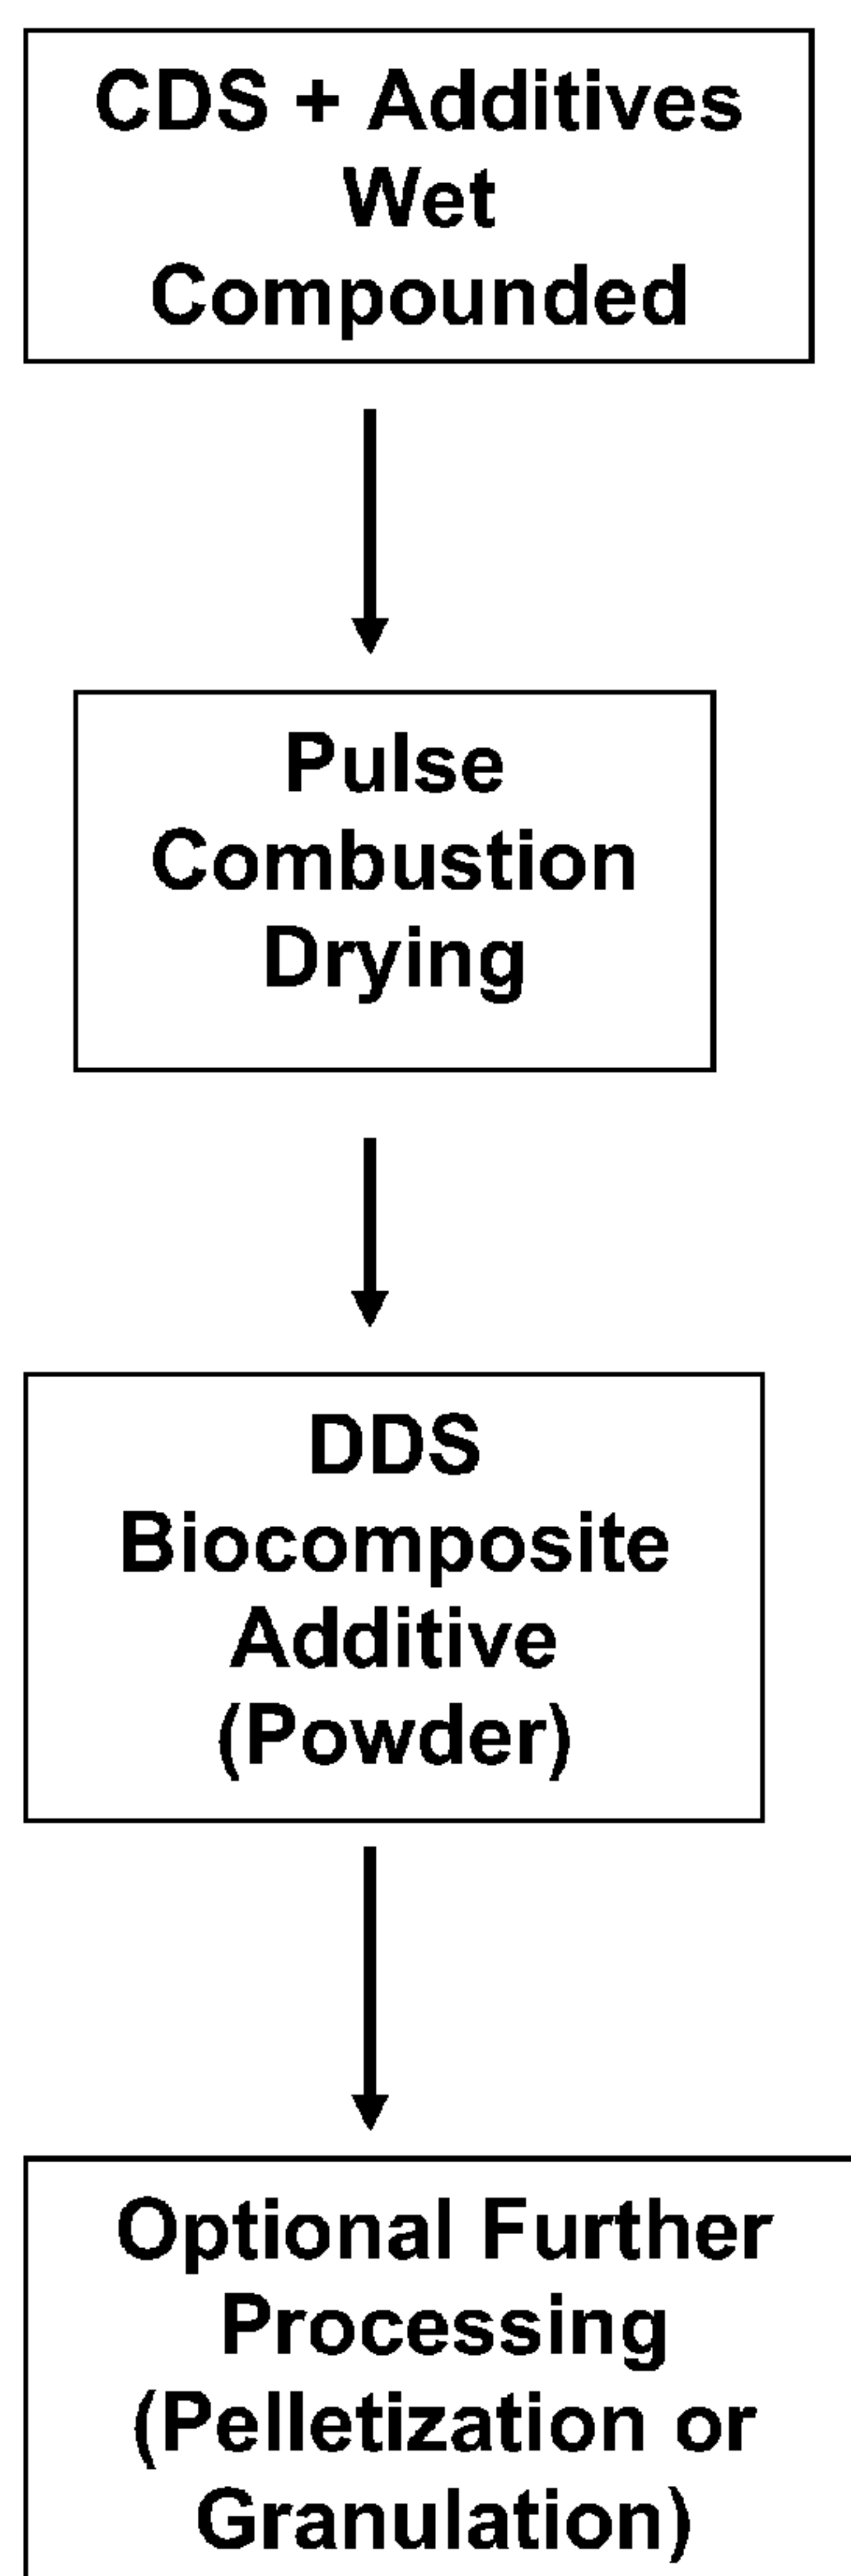 CDS + Additives
Wet
Compounded
Pulse
Combustion
Drying
DDS
Biocomposite
Additive
(Powder)
Optional Further
Processing
(Pelletization or
Granulation)